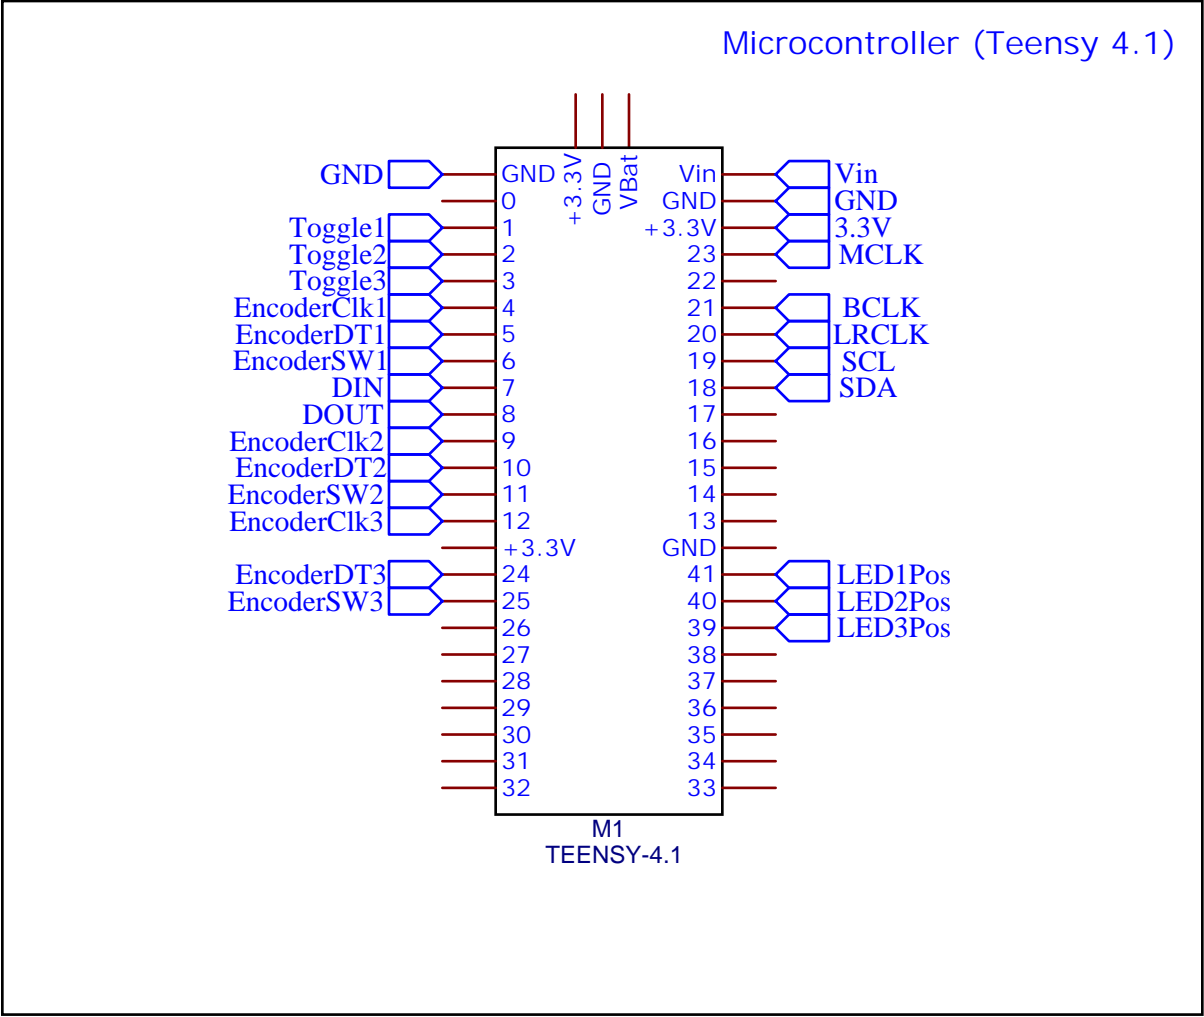 Microcontroller (Teensy 4.1)
+3.3V
GND
VBat
GND GND Vin Vin
0 GND GND
Toggle1 1 +3.3V 3.3V
Toggle2 2 23 MCLK
Toggle3 3 22
EncoderClk1 4 21 BCLK
EncoderDT1 5 20 LRCLK
EncoderSW1 6 19 SCL
DIN 7 18 SDA
DOUT 8 17
EncoderClk2 9 16
EncoderDT2 10 15
EncoderSW2 11 14
EncoderClk3 12 13
+3.3V GND
EncoderDT3 24 41 LED1Pos
EncoderSW3 25 40 LED2Pos
26 39 LED3Pos
27 38
28 37
29 36
30 35
31 34
32 33
M1
TEENSY-4.1